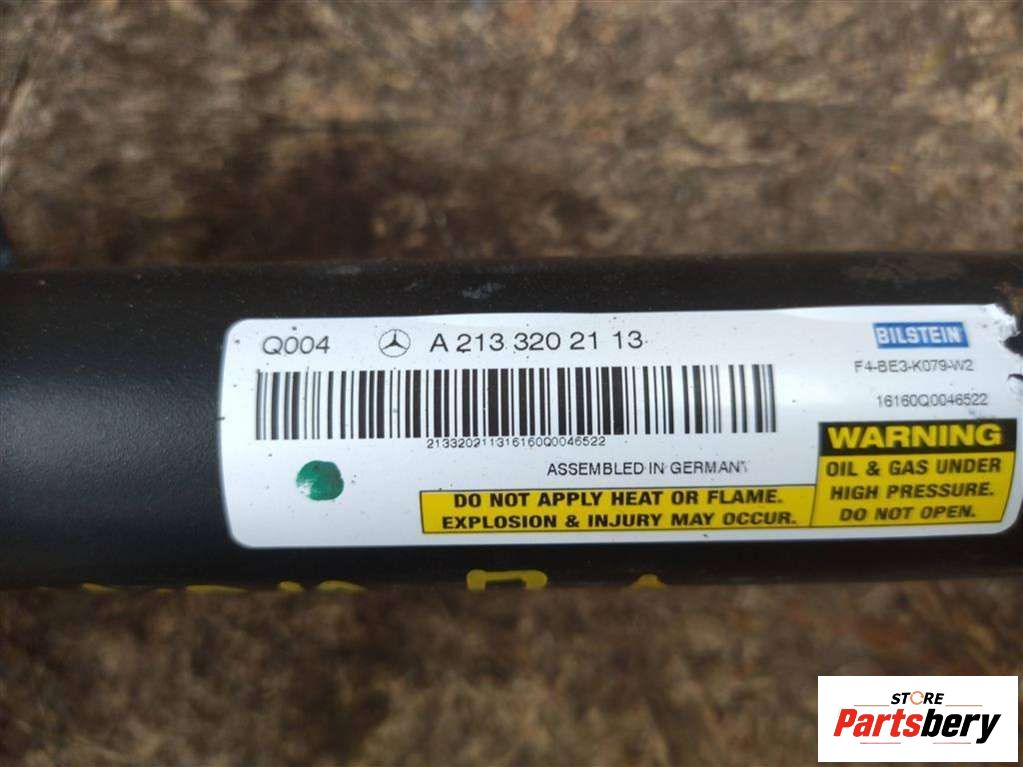 Q004 A 213 320 21 13
BILSTEIN
F4-BE3-K079-W2
16160Q0046522
213320211316160Q0046522
ASSEMBLED IN GERMANY
DO NOT APPLY HEAT OR FLAME.
EXPLOSION & INJURY MAY OCCUR.
WARNING
OIL & GAS UNDER
HIGH PRESSURE.
DO NOT OPEN.
STORE
Partsbery